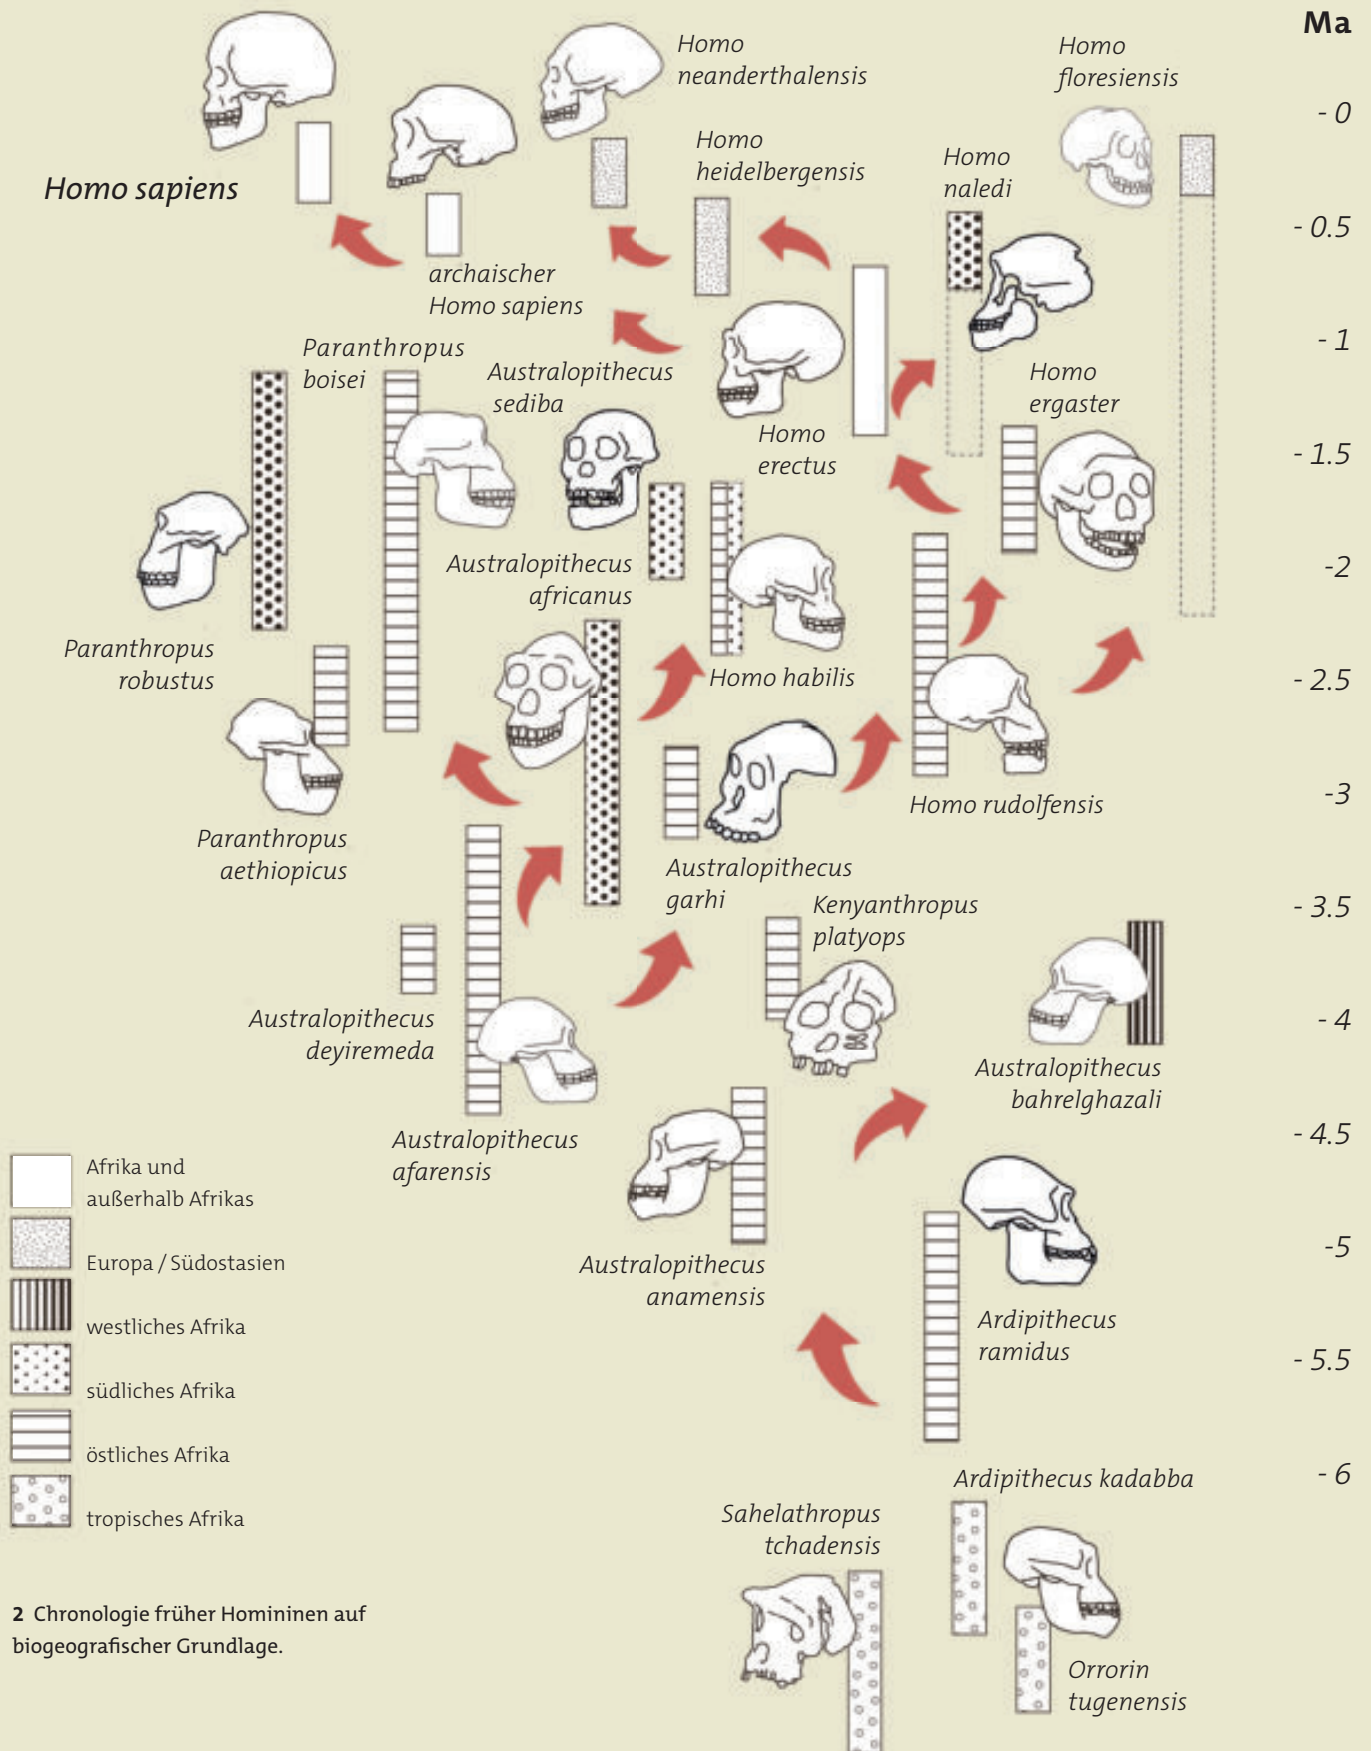 Ma
Homo
neanderthalensis
Homo
floresiensis
- 0
Homo
heidelbergensis
Homo
naledi
Homo sapiens
- 0.5
archaischer
Homo sapiens
- 1
Paranthropus
boisei
Australopithecus
sediba
Homo
ergaster
Homo
erectus
- 1.5
Australopithecus
africanus
-2
Paranthropus
robustus
Homo habilis
- 2.5
Homo rudolfensis
-3
Paranthropus
aethiopicus
Australopithecus
garhi
Kenyanthropus
platyops
- 3.5
Australopithecus
deyiremeda
- 4
Australopithecus
bahrelghazali
Australopithecus
afarensis
- 4.5
Afrika und
außerhalb Afrikas
Europa / Südostasien
westliches Afrika
südliches Afrika
östliches Afrika
tropisches Afrika
Australopithecus
anamensis
-5
Ardipithecus
ramidus
- 5.5
- 6
Ardipithecus kadabba
Sahelathropus
tchadensis
Orrorin
tugenensis
2 Chronologie früher Homininen auf
biogeografischer Grundlage.